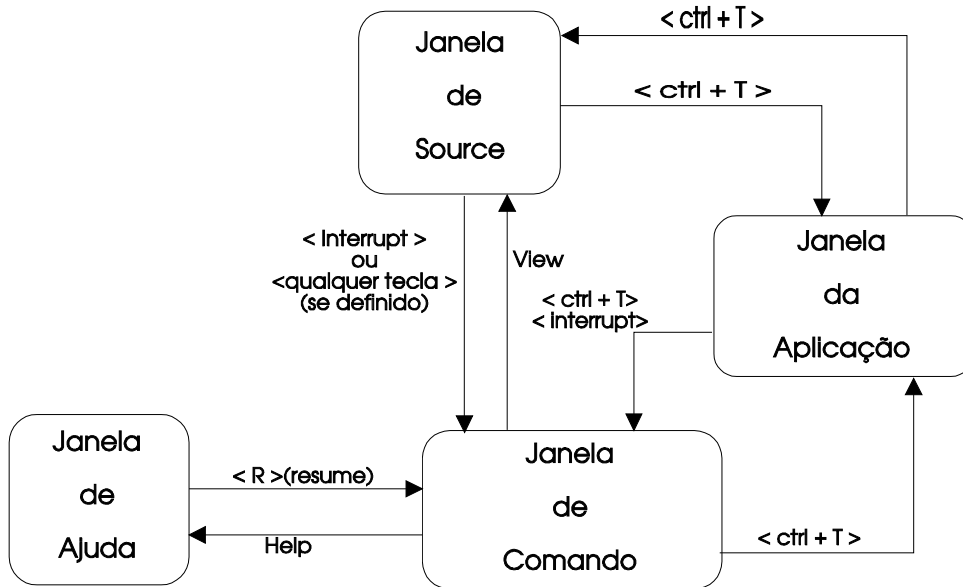 < ctrl + T >
Janela
de
Source
< ctrl + T >
< Interrupt >
ou
<qualquer tecla >
(se definido)
View
Janela
da
Aplicação
< ctrl + T>
< interrupt>
Janela
de
Ajuda
< R >(resume)
Help
Janela
de
Comando
< ctrl + T >